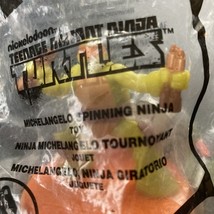 nickelodeon
TEENAGE MUTANT NINJA
TURTLES
MICHELANGELO SPINNING NINJA
TOY
NINJA MICHELANGELO TOURNOYANT
JOUET
MICHELANGELO, NINJA GIRATORIO
JUGUETE